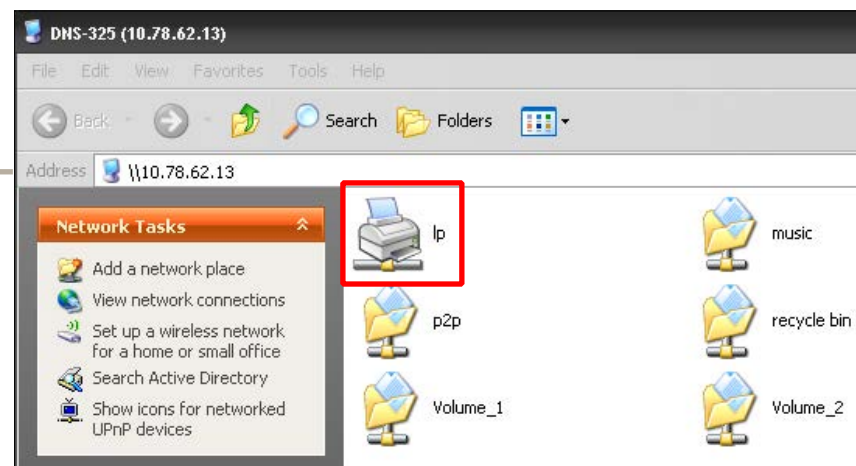 DNS-325 (10.78.62.13)
File Edit View Favorites Tools Help
Back Search Folders
Address \\10.78.62.13
Network Tasks
Add a network place
View network connections
Set up a wireless network
for a home or small office
Search Active Directory
Show icons for networked
UPnP devices
lp
music
p2p
recycle bin
Volume_1
Volume_2